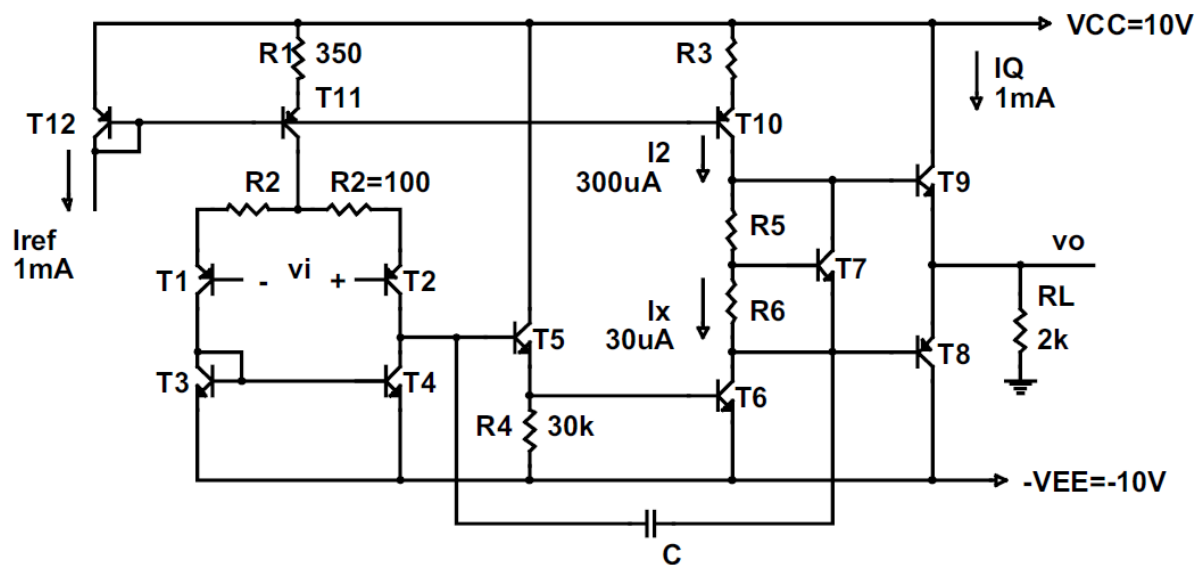 VCC=10V
R1 350
R3
IQ
1mA
T11
T12
T10
I2
300uA
R2
R2=100
T9
R5
Iref
1mA
T1
- vi +
T2
T7
vo
Ix
30uA
R6
RL
2k
T5
T8
T3
T4
T6
R4 30k
-VEE=-10V
C